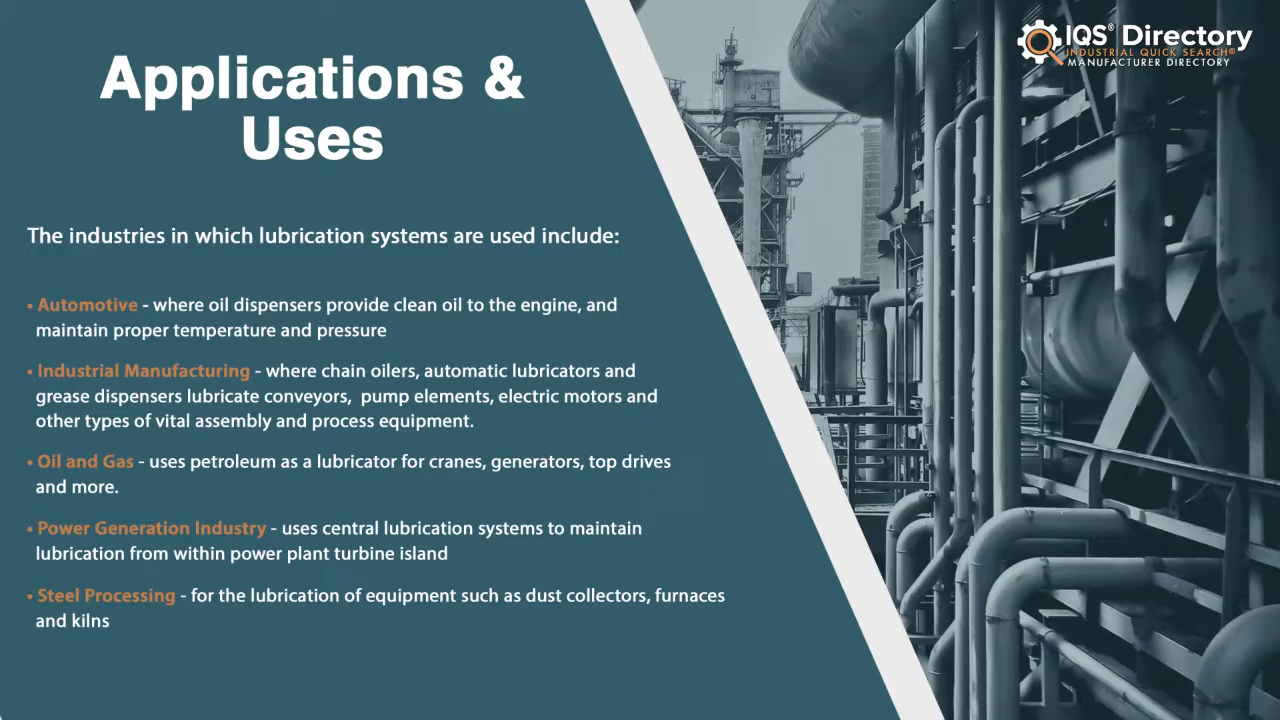 Applications &
Uses
IQS® Directory
INDUSTRIAL QUICK SEARCH®
MANUFACTURER DIRECTORY
The industries in which lubrication systems are used include:
• Automotive - where oil dispensers provide clean oil to the engine, and
maintain proper temperature and pressure
• Industrial Manufacturing - where chain oilers, automatic lubricators and
grease dispensers lubricate conveyors, pump elements, electric motors and
other types of vital assembly and process equipment.
• Oil and Gas - uses petroleum as a lubricator for cranes, generators, top drives
and more.
• Power Generation Industry - uses central lubrication systems to maintain
lubrication from within power plant turbine island
• Steel Processing - for the lubrication of equipment such as dust collectors, furnaces
and kilns